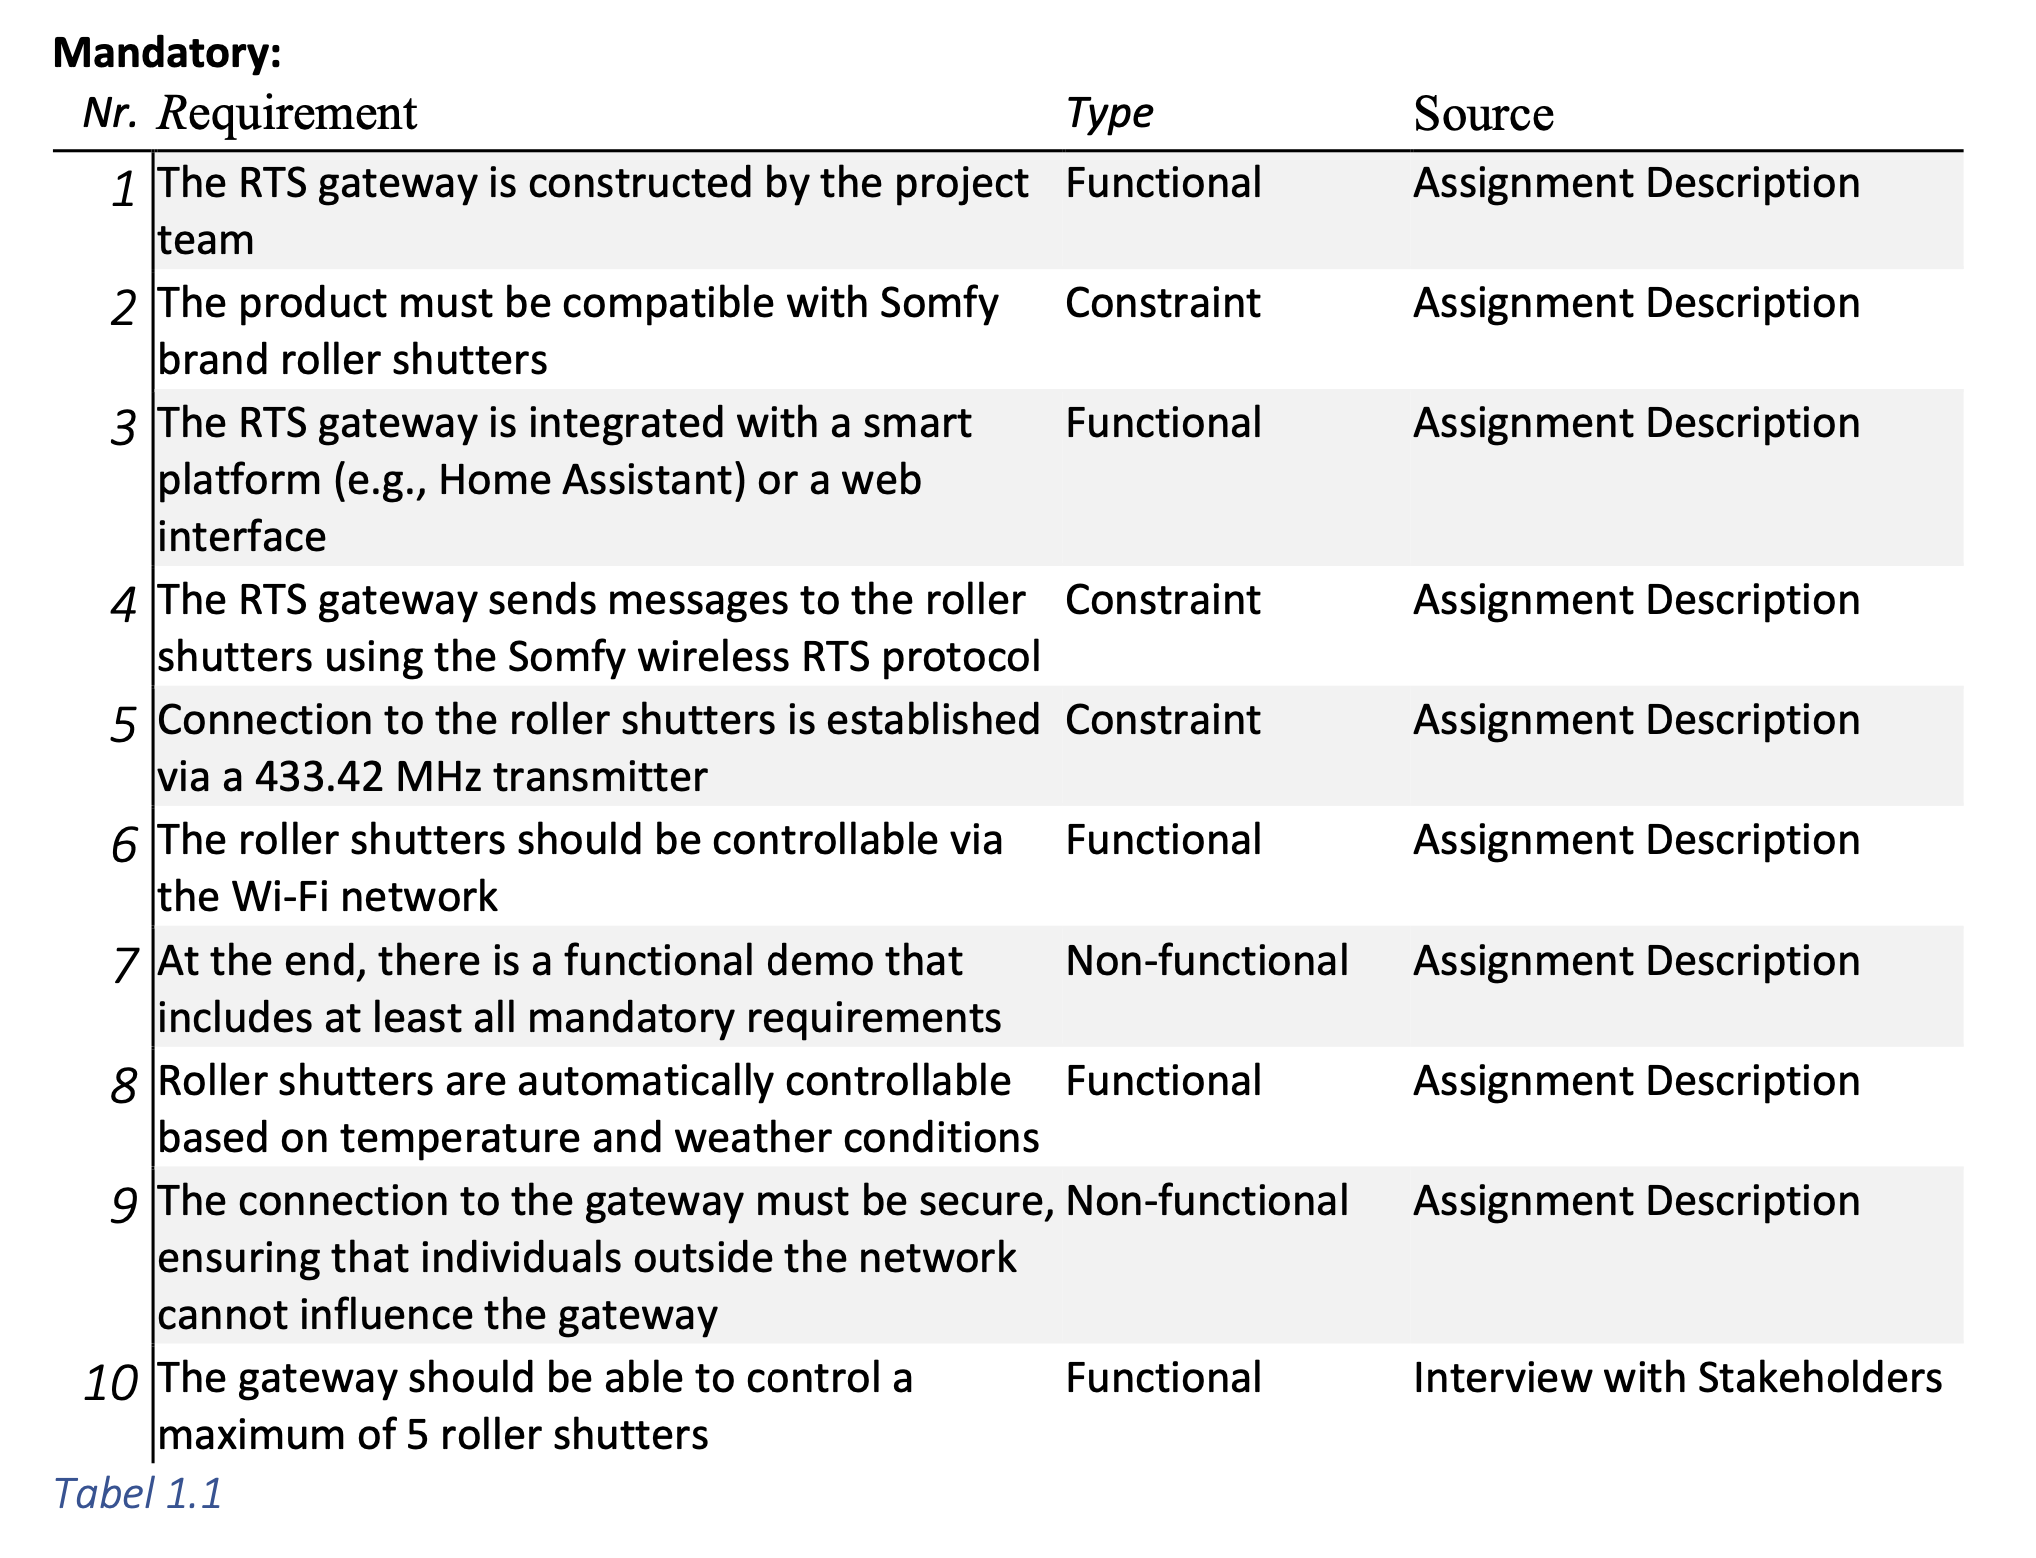 Mandatory:
Nr. Requirement Type Source
1 The RTS gateway is constructed by the project Functional Assignment Description
team
2 The product must be compatible with Somfy Constraint Assignment Description
brand roller shutters
3 The RTS gateway is integrated with a smart Functional Assignment Description
platform (e.g., Home Assistant) or a web
interface
4 The RTS gateway sends messages to the roller Constraint Assignment Description
shutters using the Somfy wireless RTS protocol
5 Connection to the roller shutters is established Constraint Assignment Description
via a 433.42 MHz transmitter
6 The roller shutters should be controllable via Functional Assignment Description
the Wi-Fi network
7 At the end, there is a functional demo that Non-functional Assignment Description
includes at least all mandatory requirements
8 Roller shutters are automatically controllable Functional Assignment Description
based on temperature and weather conditions
9 The connection to the gateway must be secure, Non-functional Assignment Description
ensuring that individuals outside the network
cannot influence the gateway
10 The gateway should be able to control a Functional Interview with Stakeholders
maximum of 5 roller shutters
Tabel 1.1